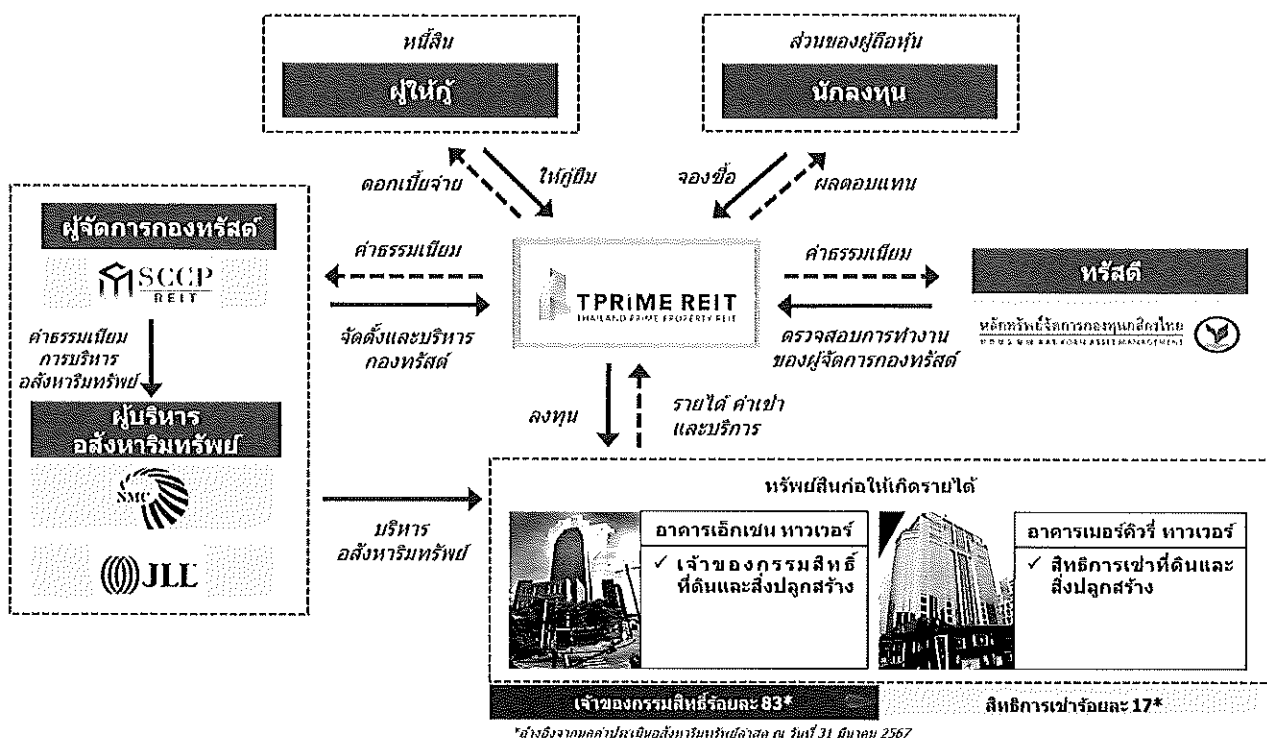 หนี้สิน
ผู้ให้กู้
ส่วนของผู้ถือหุ้น
นักลงทุน
ดอกเบี้ยจ่าย
ให้กู้ยืม
จองซื้อ
ผลตอบแทน
ผู้จัดการกองทรัสต์
SCCP
REIT
ค่าธรรมเนียม
การบริหาร
อสังหาริมทรัพย์
ผู้บริหาร
อสังหาริมทรัพย์
NMC
JLL
ค่าธรรมเนียม
จัดตั้งและบริหาร
กองทรัสต์
TPRIME REIT
THAILAND PRIME PROPERTY REIT
ค่าธรรมเนียม
ตรวจสอบการทำงาน
ของผู้จัดการกองทรัสต์
ทรัสตี
หลักทรัพย์จัดการกองทุนกสิกรไทย
ลงทุน
รายได้ ค่าเช่า
และบริการ
บริหาร
อสังหาริมทรัพย์
ทรัพย์สินก่อให้เกิดรายได้
อาคารเอ็กเชน ทาวเวอร์
✓ เจ้าของกรรมสิทธิ์
ที่ดินและสิ่งปลูกสร้าง
อาคารเมอร์คิวรี่ ทาวเวอร์
✓ สิทธิการเช่าที่ดินและ
สิ่งปลูกสร้าง
เจ้าของกรรมสิทธิ์ร้อยละ 83*
สิทธิการเช่าร้อยละ 17*
*อ้างอิงจากมูลค่าประเมินอสังหาริมทรัพย์ล่าสุด ณ วันที่ 31 มีนาคม 2567